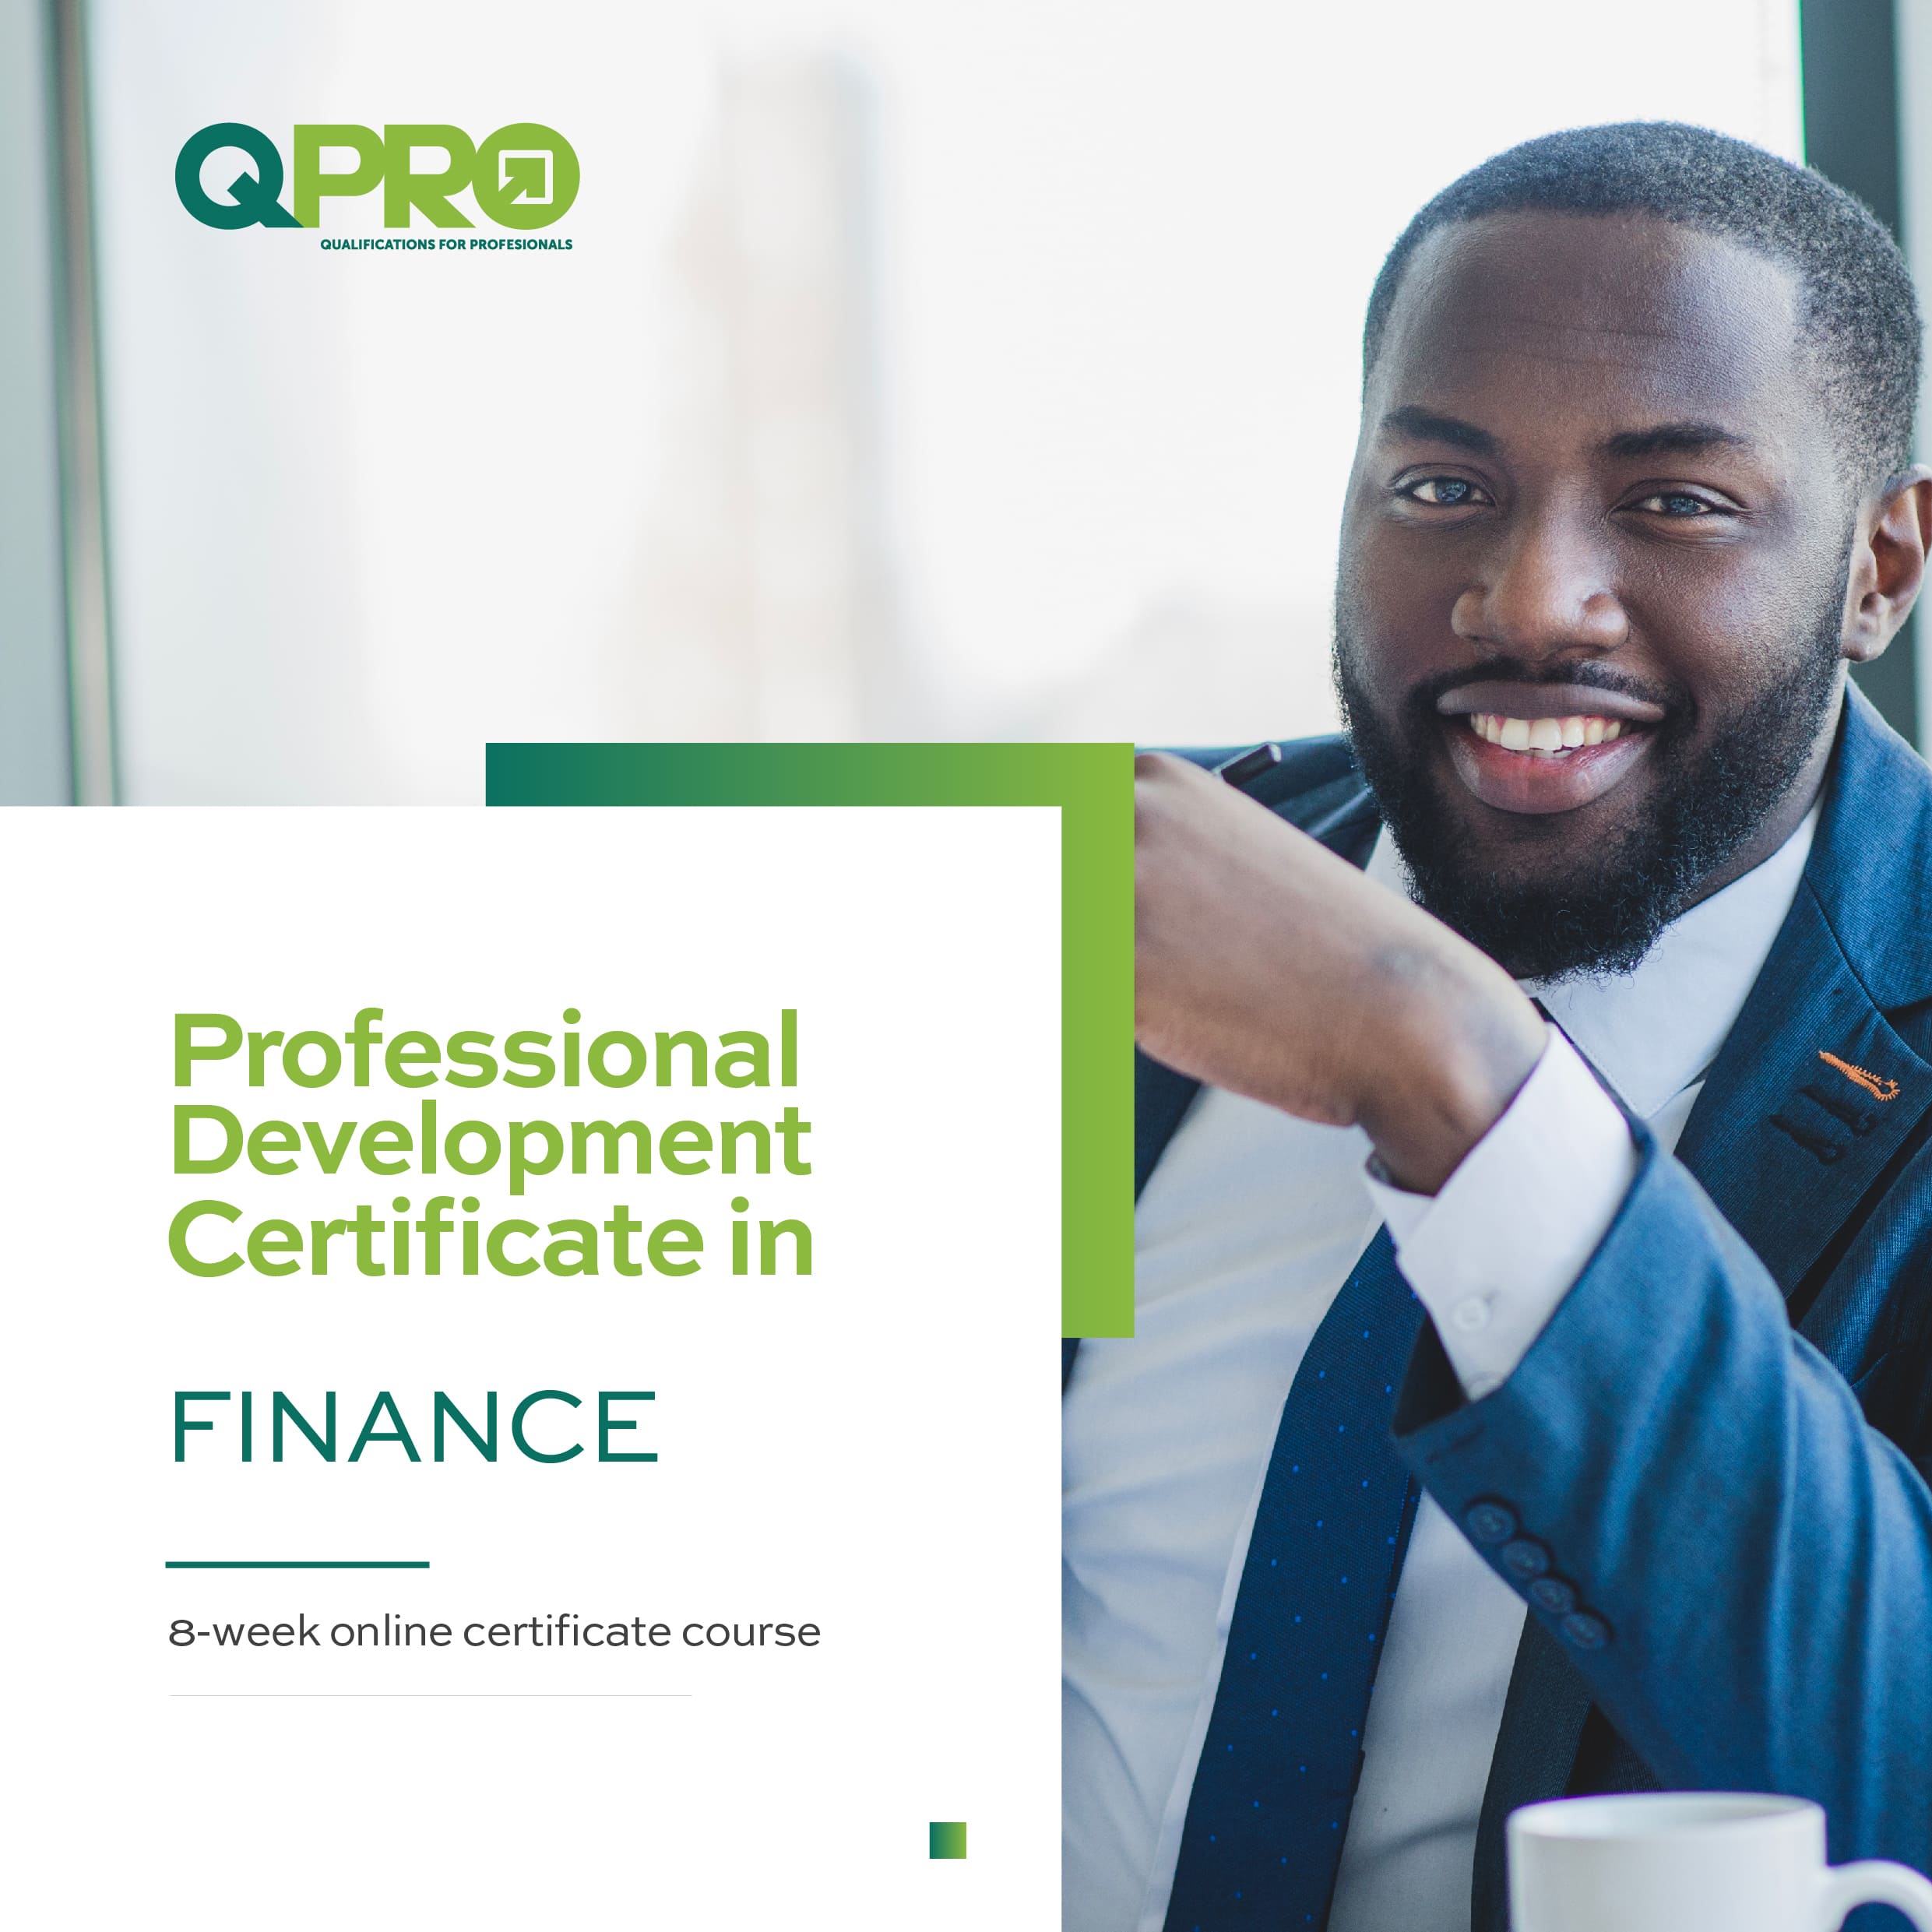 QPRO
QUALIFICATIONS FOR PROFESIONALS
Professional
Development
Certificate in
FINANCE
8-week online certificate course